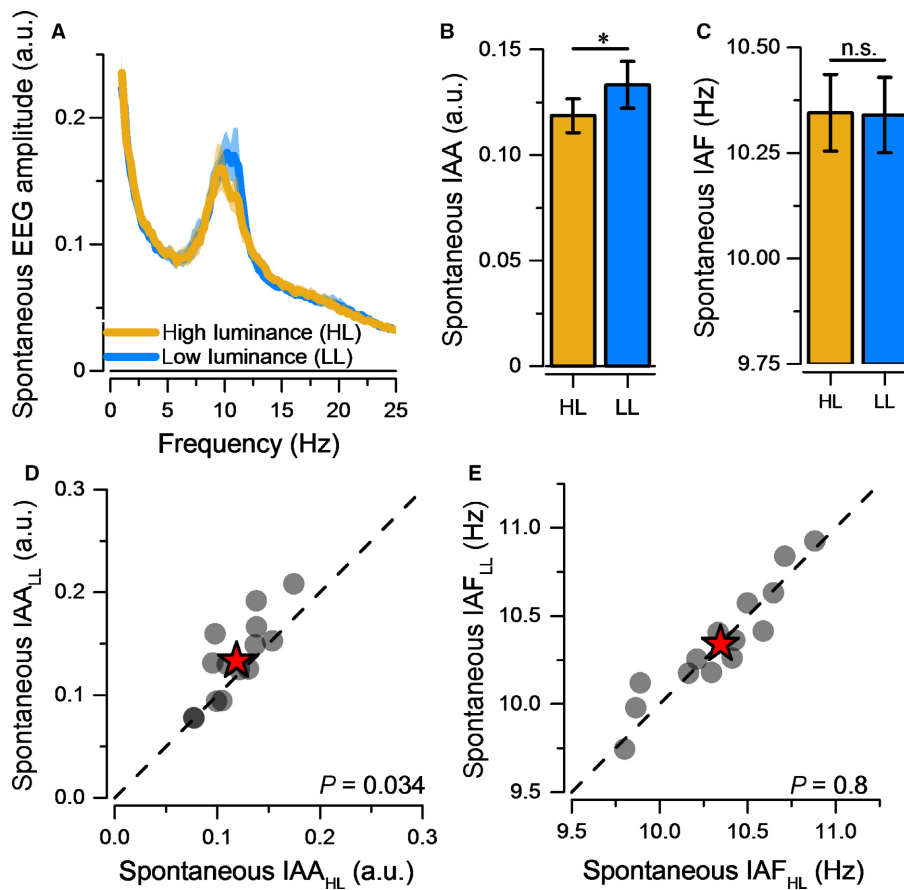 A
Spontaneous EEG amplitude (a.u.)
0.2
0.1
0
High luminance (HL)
Low luminance (LL)
0 5 10 15 20 25
Frequency (Hz)
B
Spontaneous IAA (a.u.)
0.15
0.10
0.05
0
*
HL LL
C
Spontaneous IAF (Hz)
10.50
10.25
10.00
9.75
n.s.
HL LL
D
Spontaneous IAA_LL (a.u.)
0.3
0.2
0.1
0.0
P = 0.034
0.0 0.1 0.2 0.3
Spontaneous IAA_HL (a.u.)
E
Spontaneous IAF_LL (Hz)
11.0
10.5
10.0
9.5
P = 0.8
9.5 10.0 10.5 11.0
Spontaneous IAF_HL (Hz)